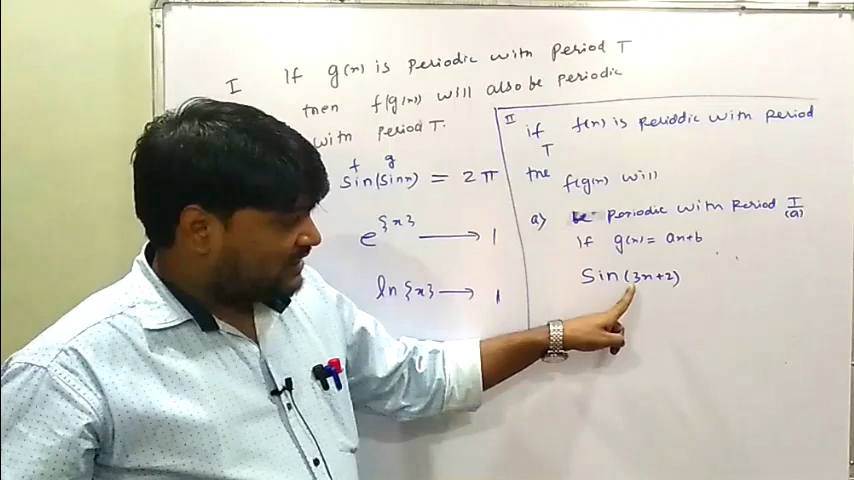 I If g(x) is periodic with period T
then f(g(x)) will also be periodic
with period T.
f g
sin(sinx) = 2π
e^{x} → 1
ln{x} → 1
II if f(x) is periodic with period
T
the f(g(x)) will
a) be periodic with period T/(a)
If g(x) = ax+b
Sin(3x+2)